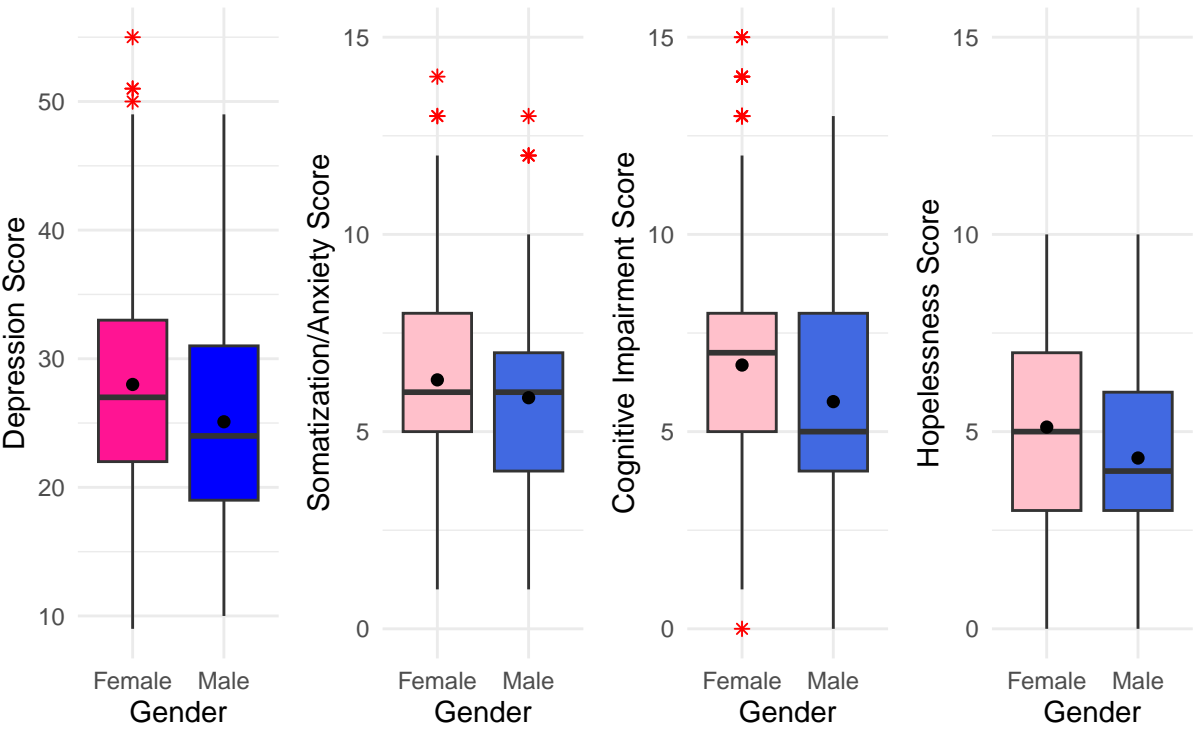 Depression Score
50
40
30
20
10
Female Male
Gender
Somatization/Anxiety Score
15
10
5
0
Female Male
Gender
Cognitive Impairment Score
15
10
5
0
Female Male
Gender
Hopelessness Score
15
10
5
0
Female Male
Gender